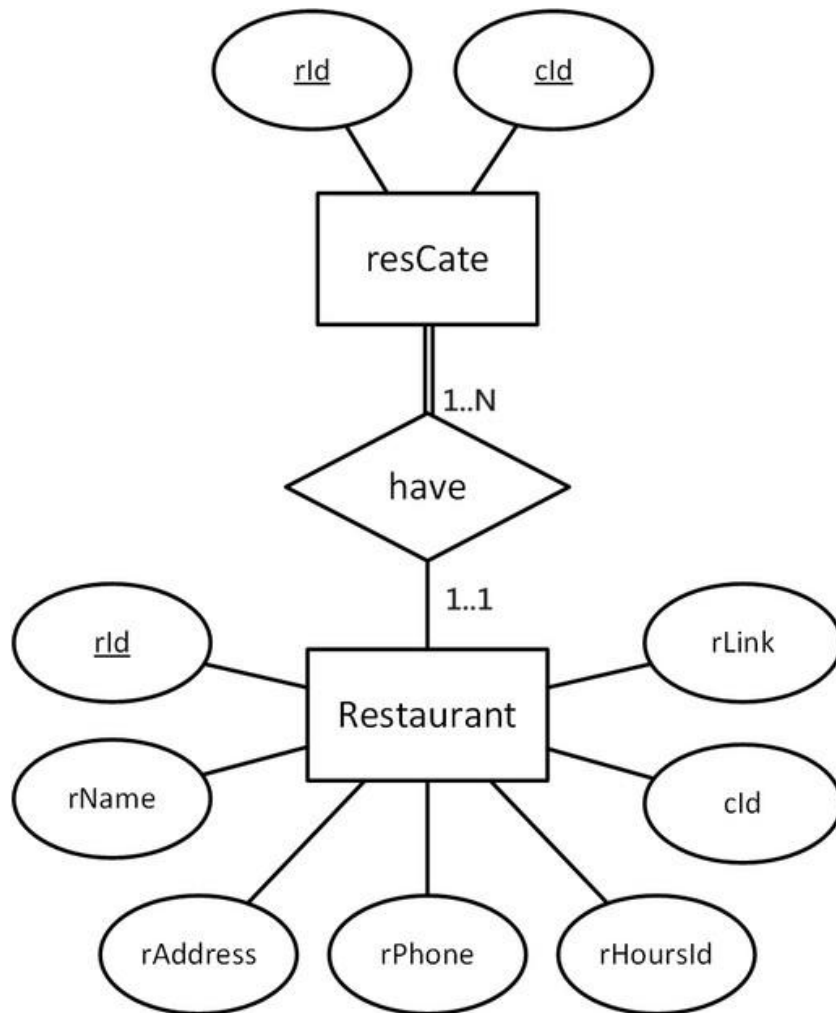 rId
cId
resCate
1..N
have
1..1
rId
rLink
Restaurant
rName
cId
rAddress
rPhone
rHoursId